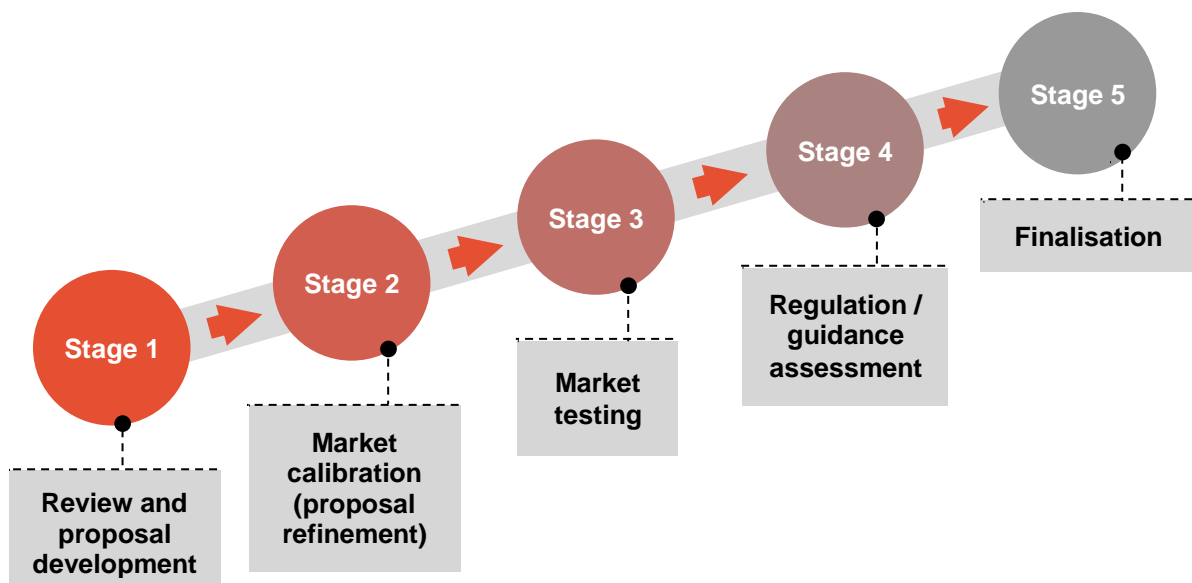 Stage 1
Review and
proposal
development
Stage 2
Market
calibration
(proposal
refinement)
Stage 3
Market
testing
Stage 4
Regulation /
guidance
assessment
Stage 5
Finalisation